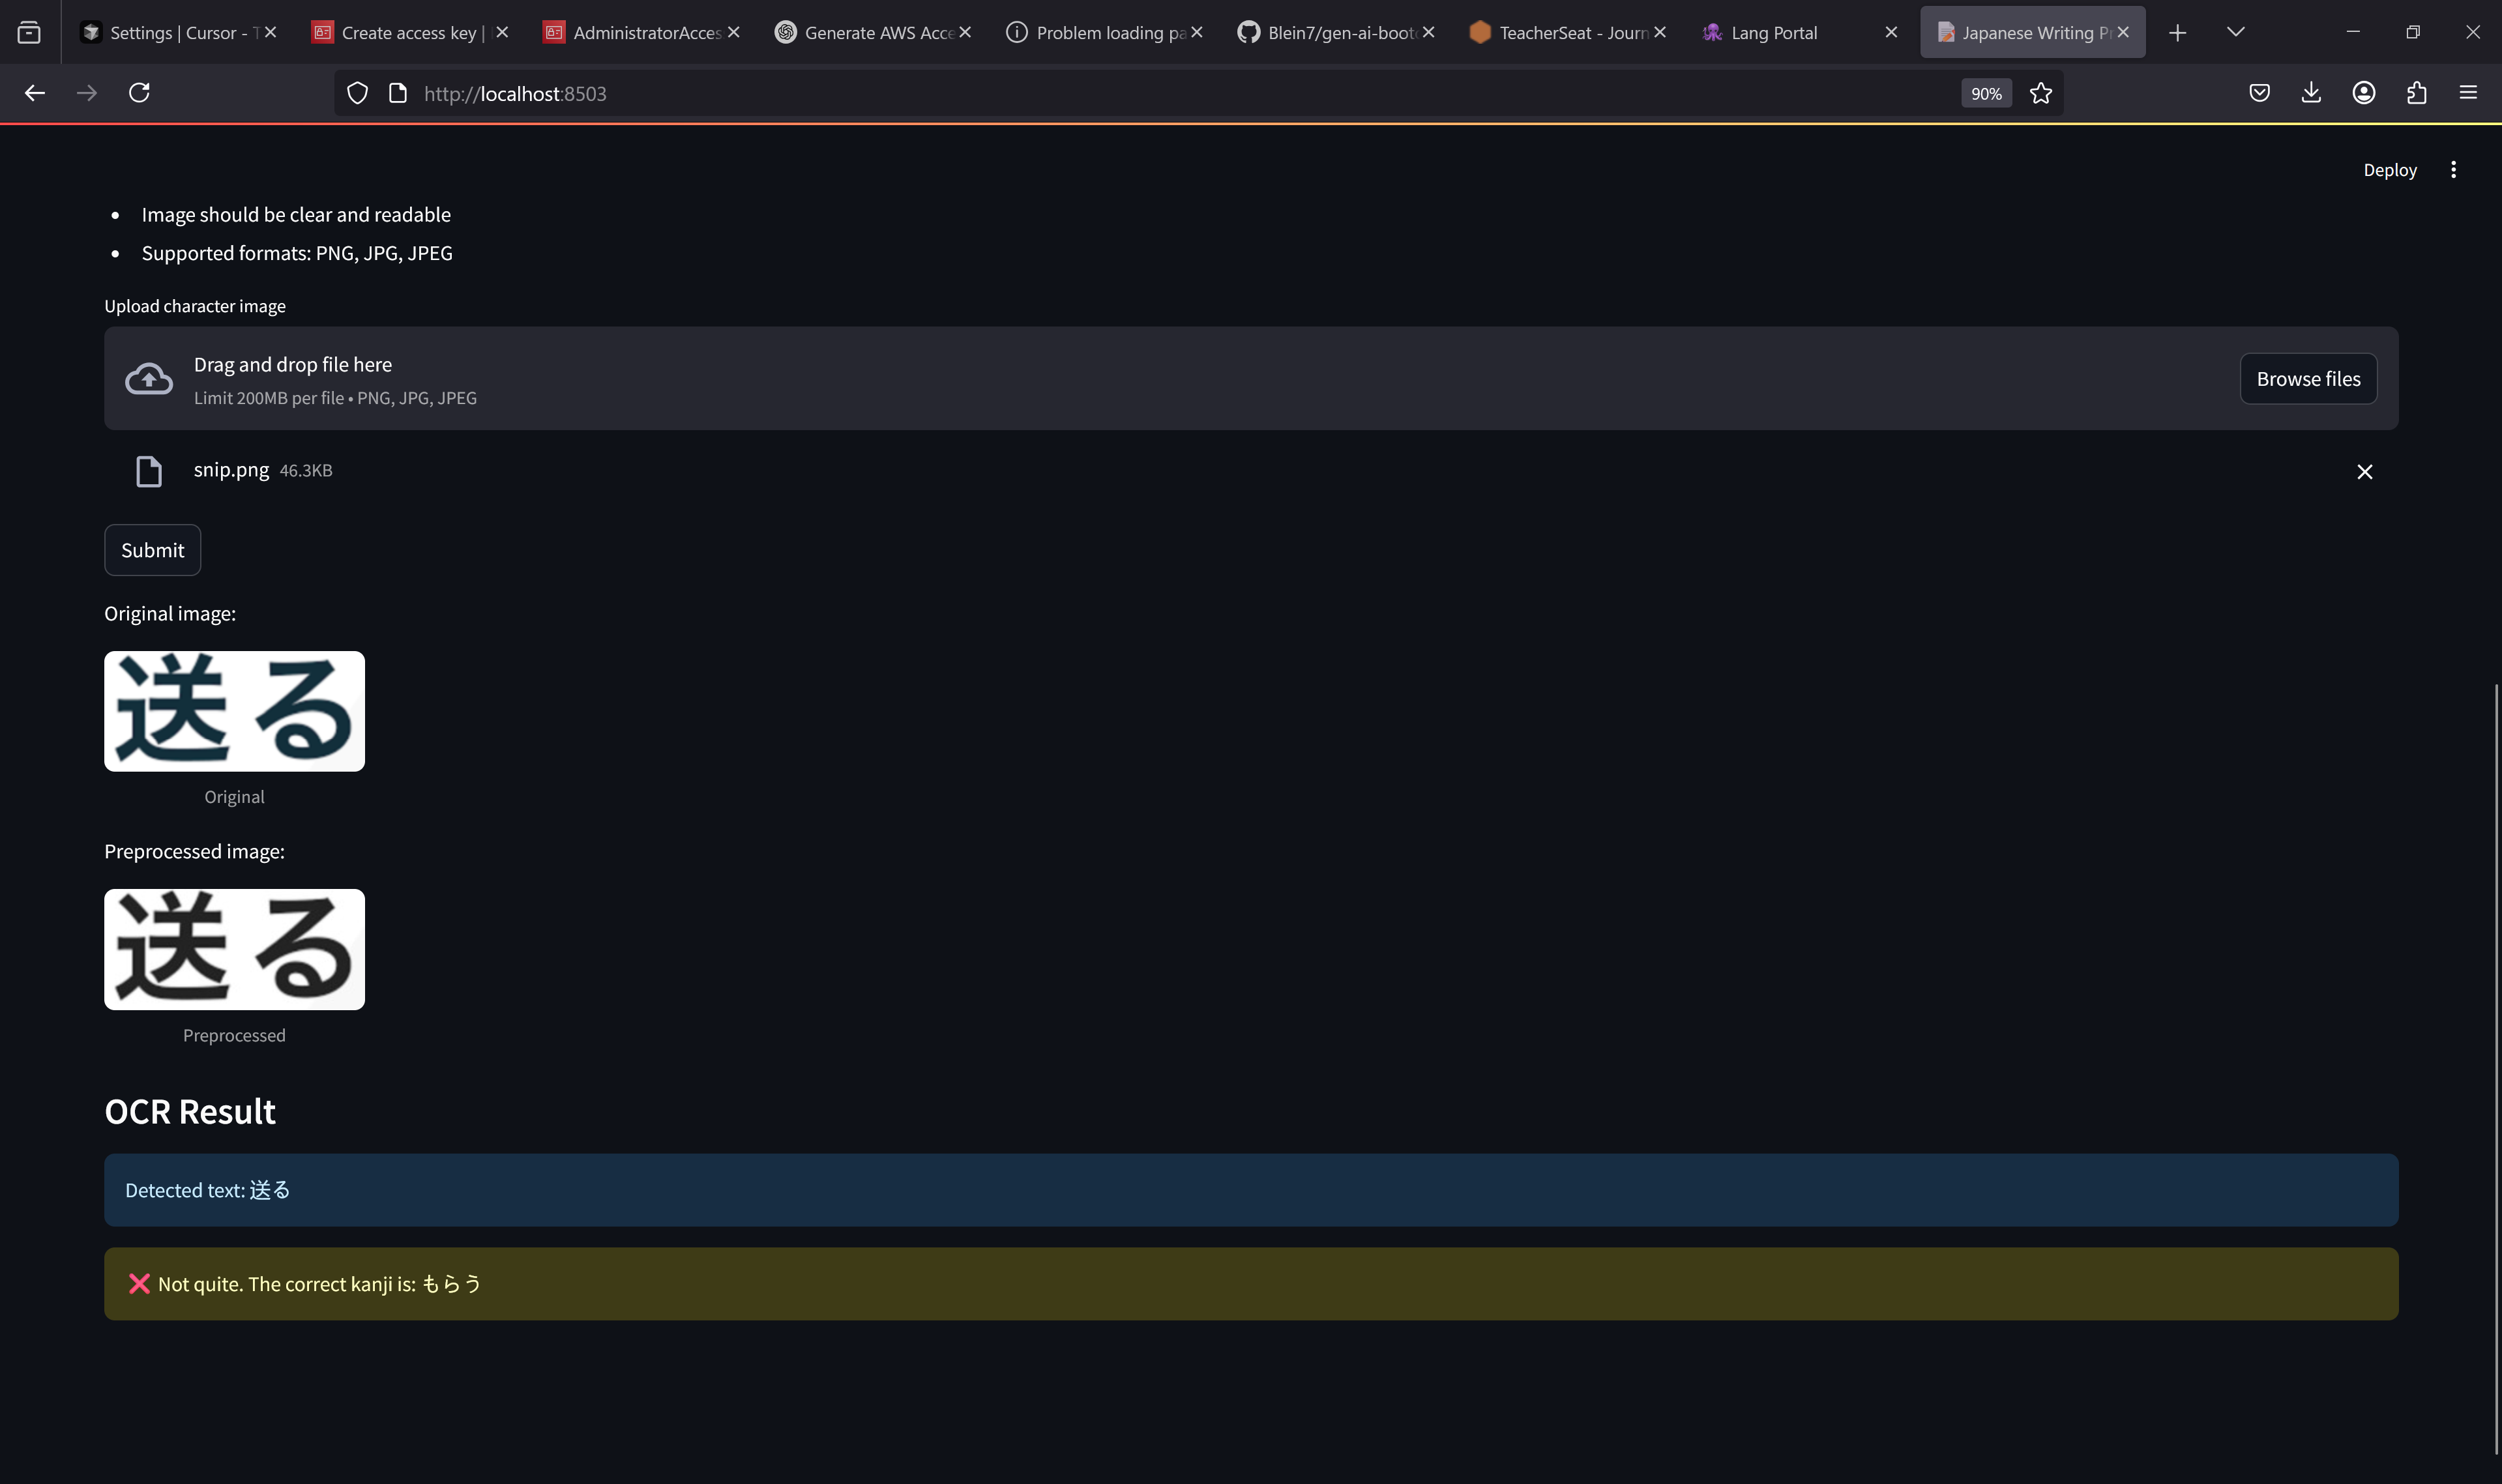 Settings | Cursor - T
Create access key |
AdministratorAcces
Generate AWS Acce
Problem loading pa
Blein7/gen-ai-boot
TeacherSeat - Journ
Lang Portal
Japanese Writing P
http://localhost:8503
90%
Deploy
• Image should be clear and readable
• Supported formats: PNG, JPG, JPEG
Upload character image
Drag and drop file here
Limit 200MB per file • PNG, JPG, JPEG
Browse files
snip.png 46.3KB
Submit
Original image:
送る
Original
Preprocessed image:
送る
Preprocessed
OCR Result
Detected text: 送る
❌ Not quite. The correct kanji is: もらう